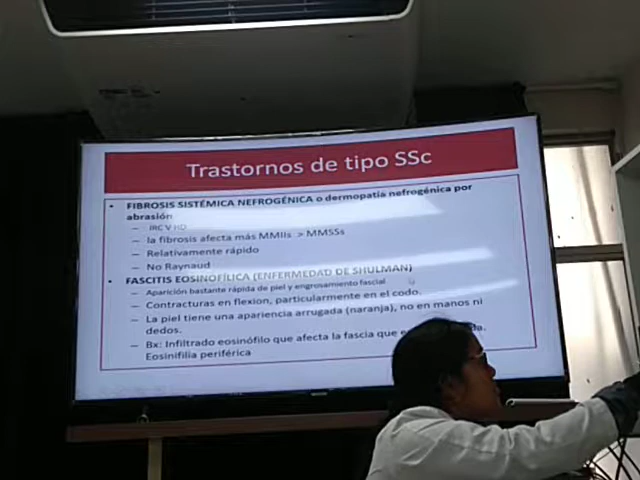 Trastornos de tipo SSc
• FIBROSIS SISTÉMICA NEFROGÉNICA o dermopatía nefrogénica por
abrasión
– IRC V HD
– la fibrosis afecta más MMIIs > MMSSs
– Relativamente rápido
– No Raynaud
• FASCITIS EOSINOFÍLICA (ENFERMEDAD DE SHULMAN)
– Aparición bastante rápida de piel y engrosamiento fascial
– Contracturas en flexion, particularmente en el codo.
– La piel tiene una apariencia arrugada (naranja), no en manos ni
dedos.
– Bx: Infiltrado eosinófilo que afecta la fascia que
Eosinifilia periférica